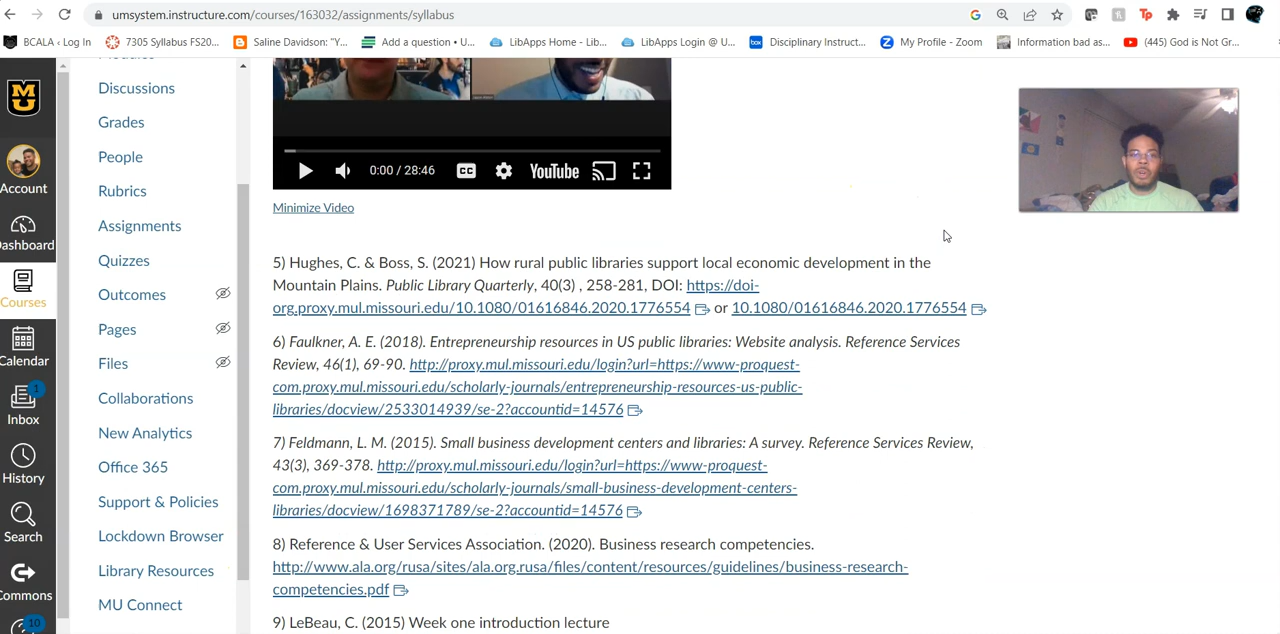 umsystem.instructure.com/courses/163032/assignments/syllabus
BCALA ‹ Log In
7305 Syllabus FS20...
Saline Davidson: "Y...
Add a question • U...
LibApps Home - Lib...
LibApps Login @ U...
box
Disciplinary Instruct...
My Profile - Zoom
Information bad as...
(445) God is Not Gr...
Tp
MU
Account
Dashboard
Courses
Calendar
1
Inbox
History
Search
Commons
10
Discussions
Grades
People
Rubrics
Assignments
Quizzes
Outcomes
Pages
Files
Collaborations
New Analytics
Office 365
Support & Policies
Lockdown Browser
Library Resources
MU Connect
0:00 / 28:46
CC
YouTube
Minimize Video
5) Hughes, C. & Boss, S. (2021) How rural public libraries support local economic development in the
Mountain Plains. Public Library Quarterly, 40(3) , 258-281, DOI: https://doi-
org.proxy.mul.missouri.edu/10.1080/01616846.2020.1776554 or 10.1080/01616846.2020.1776554
6) Faulkner, A. E. (2018). Entrepreneurship resources in US public libraries: Website analysis. Reference Services
Review, 46(1), 69-90. http://proxy.mul.missouri.edu/login?url=https://www-proquest-
com.proxy.mul.missouri.edu/scholarly-journals/entrepreneurship-resources-us-public-
libraries/docview/2533014939/se-2?accountid=14576
7) Feldmann, L. M. (2015). Small business development centers and libraries: A survey. Reference Services Review,
43(3), 369-378. http://proxy.mul.missouri.edu/login?url=https://www-proquest-
com.proxy.mul.missouri.edu/scholarly-journals/small-business-development-centers-
libraries/docview/1698371789/se-2?accountid=14576
8) Reference & User Services Association. (2020). Business research competencies.
http://www.ala.org/rusa/sites/ala.org.rusa/files/content/resources/guidelines/business-research-
competencies.pdf
9) LeBeau, C. (2015) Week one introduction lecture